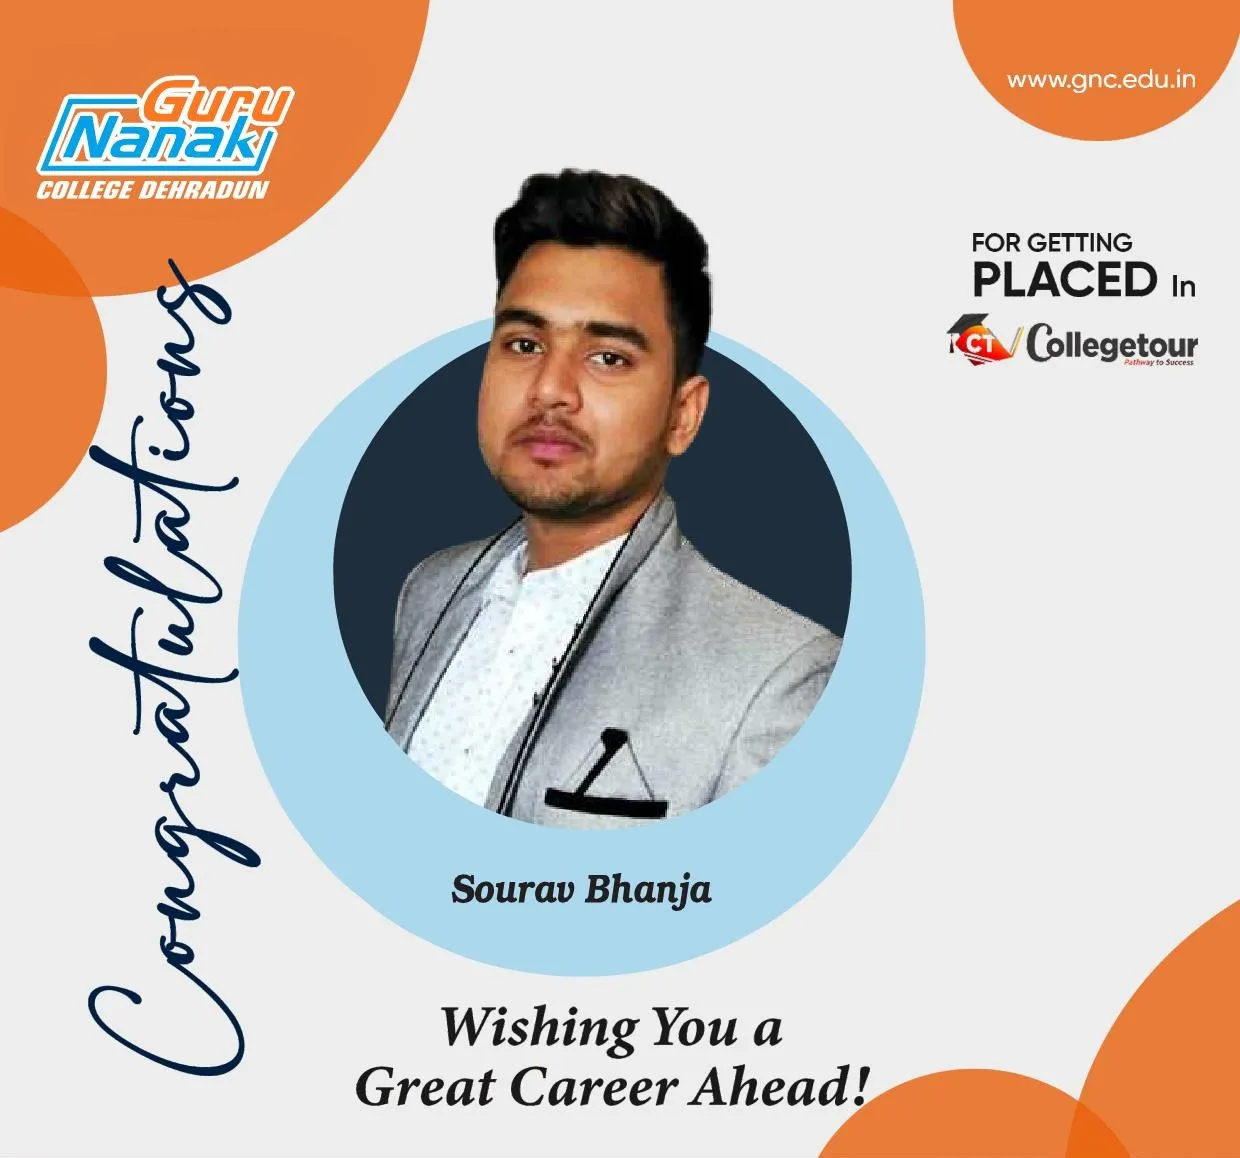 Guru
Nanak
COLLEGE DEHRADUN
www.gnc.edu.in
FOR GETTING
PLACED In
CT Collegetour
Pathway to Success
Congratulations
Sourav Bhanja
Wishing You a
Great Career Ahead!